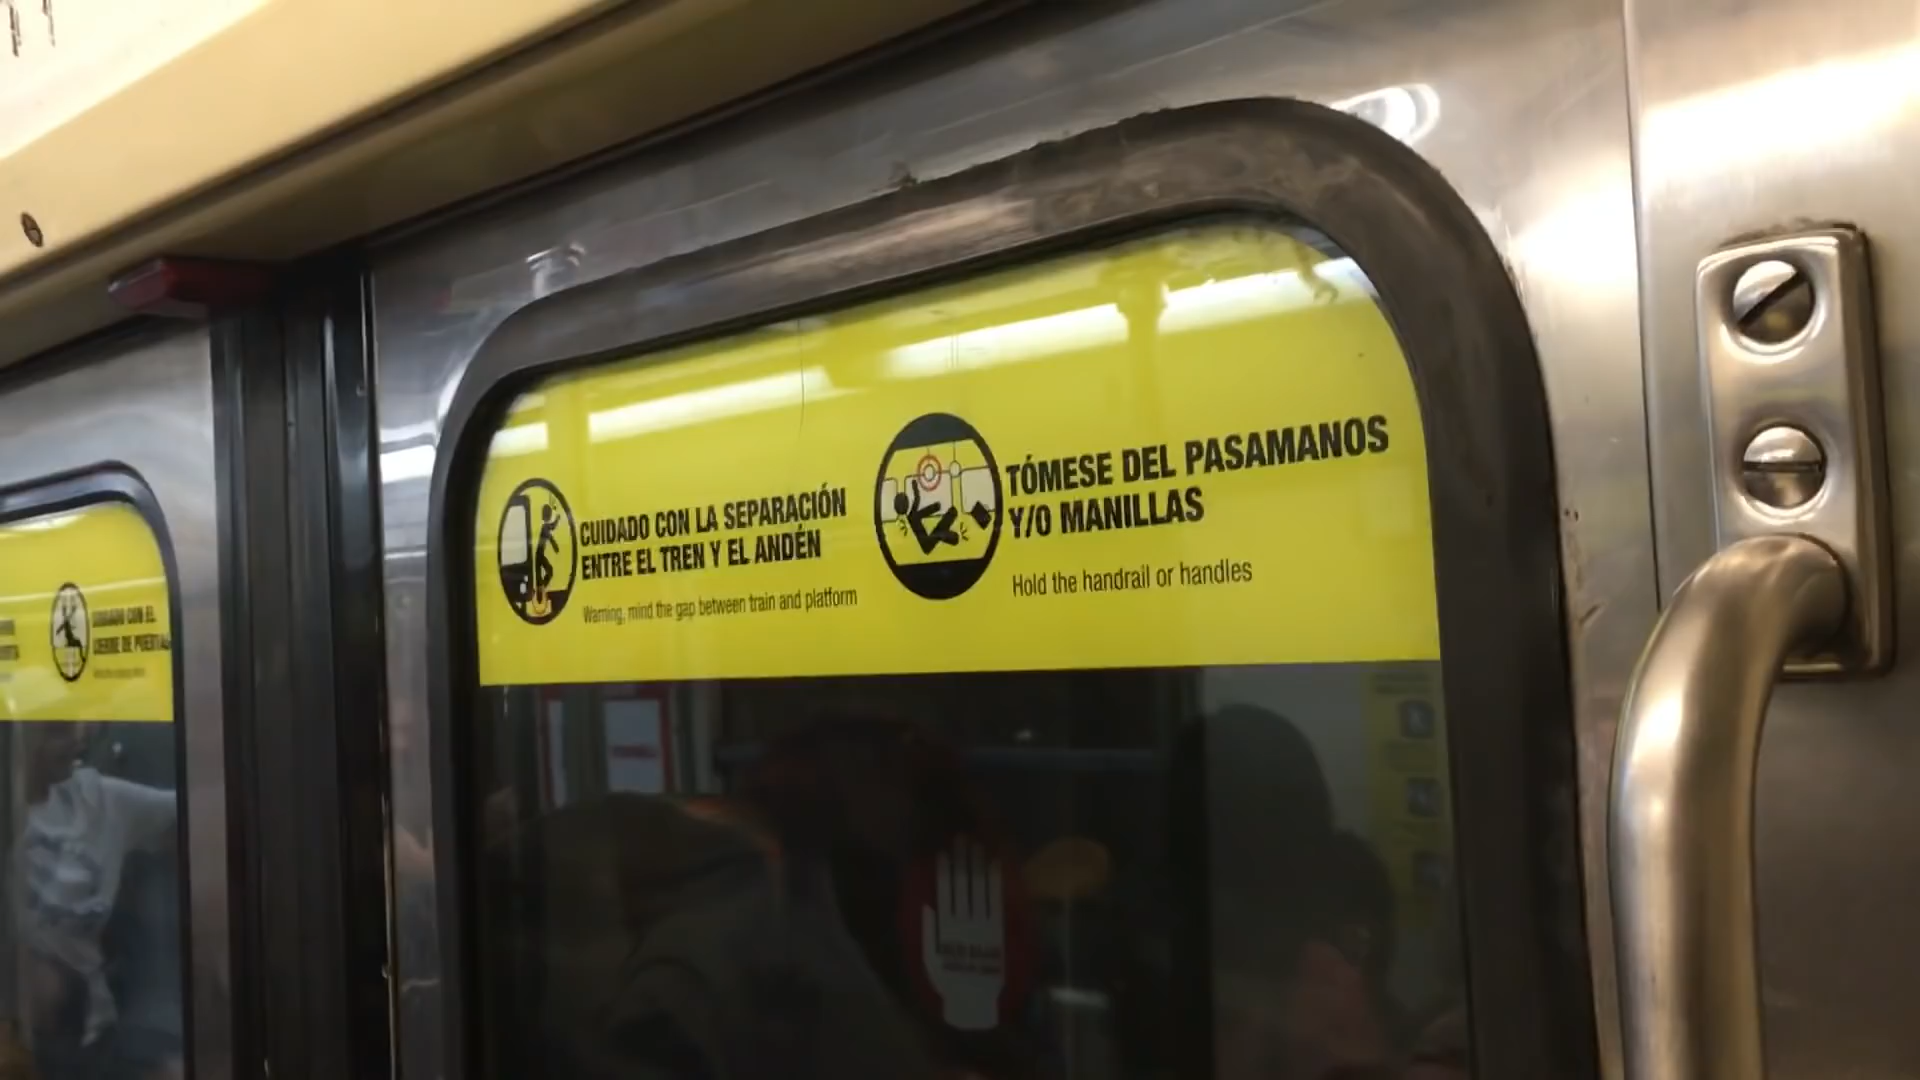 CUIDADO CON LA SEPARACIÓN
ENTRE EL TREN Y EL ANDÉN
Warning, mind the gap between train and platform
TÓMESE DEL PASAMANOS
Y/O MANILLAS
Hold the handrail or handles
CUIDADO CON EL
CIERRE DE PUERTAS